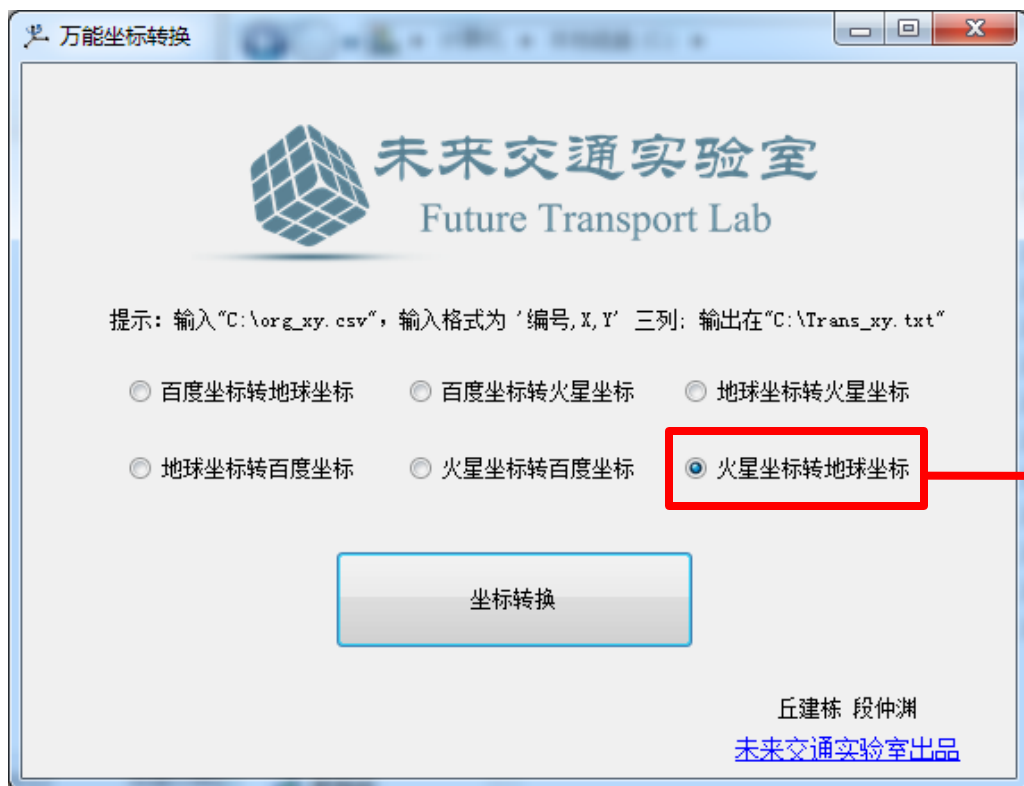 万能坐标转换
未来交通实验室
Future Transport Lab
提示：输入"C:\org_xy.csv"，输入格式为 '编号,X,Y' 三列；输出在"C:\Trans_xy.txt"
百度坐标转地球坐标 百度坐标转火星坐标 地球坐标转火星坐标
地球坐标转百度坐标 火星坐标转百度坐标 火星坐标转地球坐标
坐标转换
丘建栋 段仲渊
未来交通实验室出品